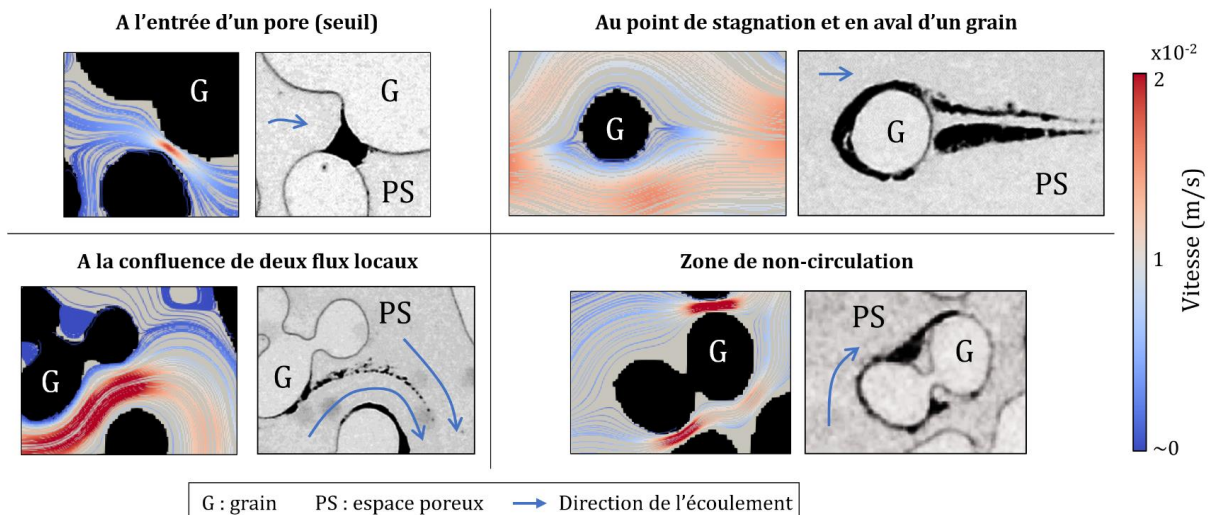 A l'entrée d'un pore (seuil)
G
G
PS
Au point de stagnation et en aval d'un grain
G
G
PS
A la confluence de deux flux locaux
G
G
PS
Zone de non-circulation
G
PS
G
x10⁻²
2
1
~0
Vitesse (m/s)
G : grain PS : espace poreux Direction de l'écoulement